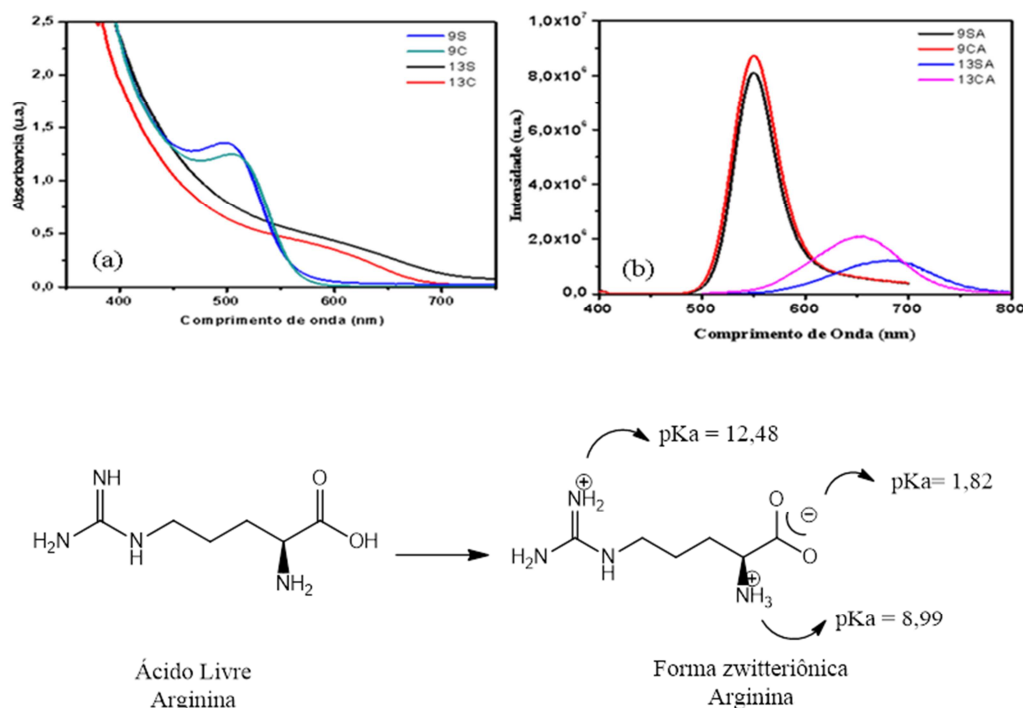 2,5
2,0
1,5
1,0
0,5
0,0
Absorbancia (u.a.)
400 500 600 700
Comprimento de onda (nm)
9S
9C
13S
13C
(a)
1,0x10⁷
8,0x10⁶
6,0x10⁶
4,0x10⁶
2,0x10⁶
0,0
Intensidade (u.a.)
400 500 600 700 800
Comprimento de Onda (nm)
9SA
9CA
13SA
13CA
(b)
NH
O
H₂N
N
H
OH
NH₂
Ácido Livre
Arginina
pKa = 12,48
⊕
NH₂
O
⊖
pKa= 1,82
H₂N
N
H
O
⊕
NH₃
pKa = 8,99
Forma zwitteriônica
Arginina